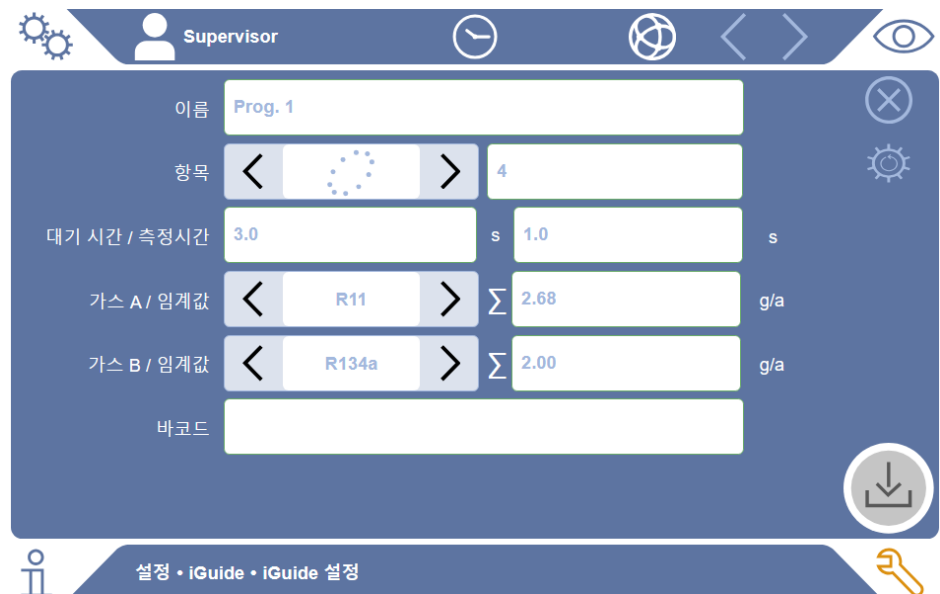 Supervisor
이름 Prog. 1
항목 4
대기 시간 / 측정시간 3.0 s 1.0 s
가스 A / 임계값 R11 ∑ 2.68 g/a
가스 B / 임계값 R134a ∑ 2.00 g/a
바코드
설정 • iGuide • iGuide 설정